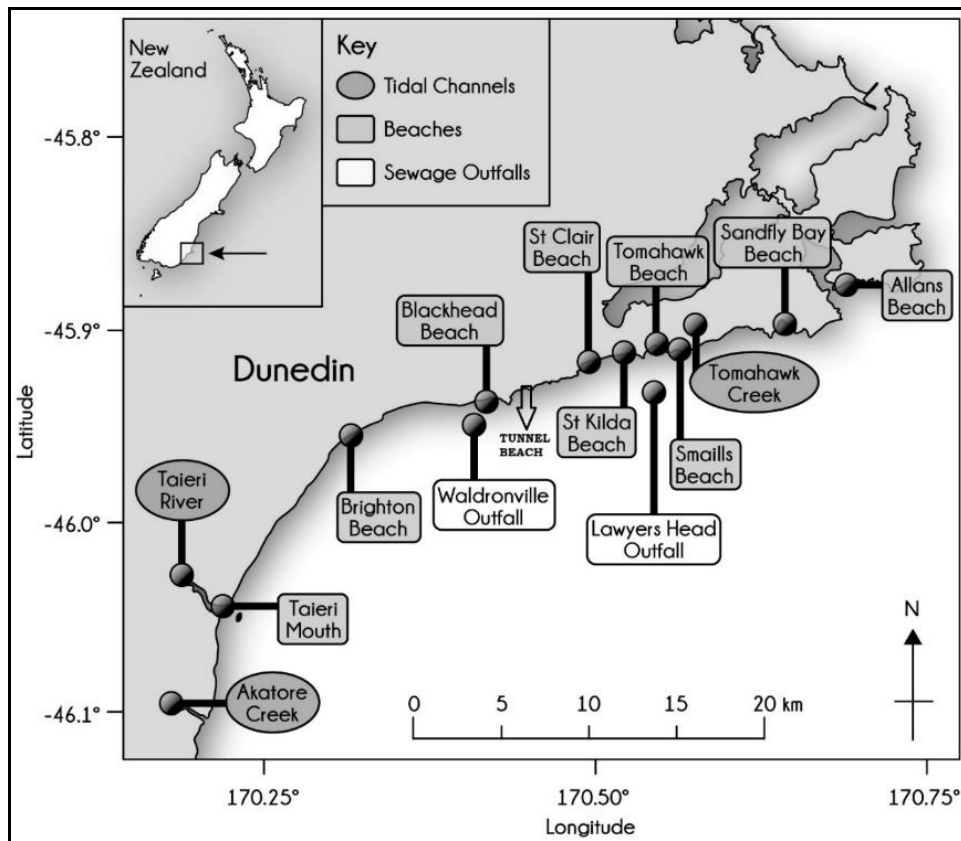 New
Zealand
Key
Tidal Channels
Beaches
Sewage Outfalls
-45.8°
-45.9°
-46.0°
-46.1°
Latitude
St Clair
Beach
Tomahawk
Beach
Sandfly Bay
Beach
Allans
Beach
Blackhead
Beach
Dunedin
Tomahawk
Creek
TUNNEL
BEACH
St Kilda
Beach
Smaills
Beach
Taieri
River
Brighton
Beach
Waldronville
Outfall
Lawyers Head
Outfall
Taieri
Mouth
Akatore
Creek
N
0 5 10 15 20 km
170.25° 170.50° 170.75°
Longitude